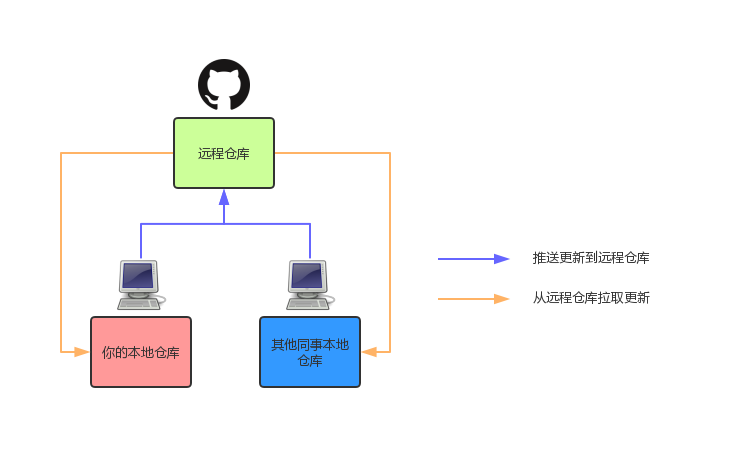 远程仓库
推送更新到远程仓库
从远程仓库拉取更新
你的本地仓库
其他同事本地
仓库